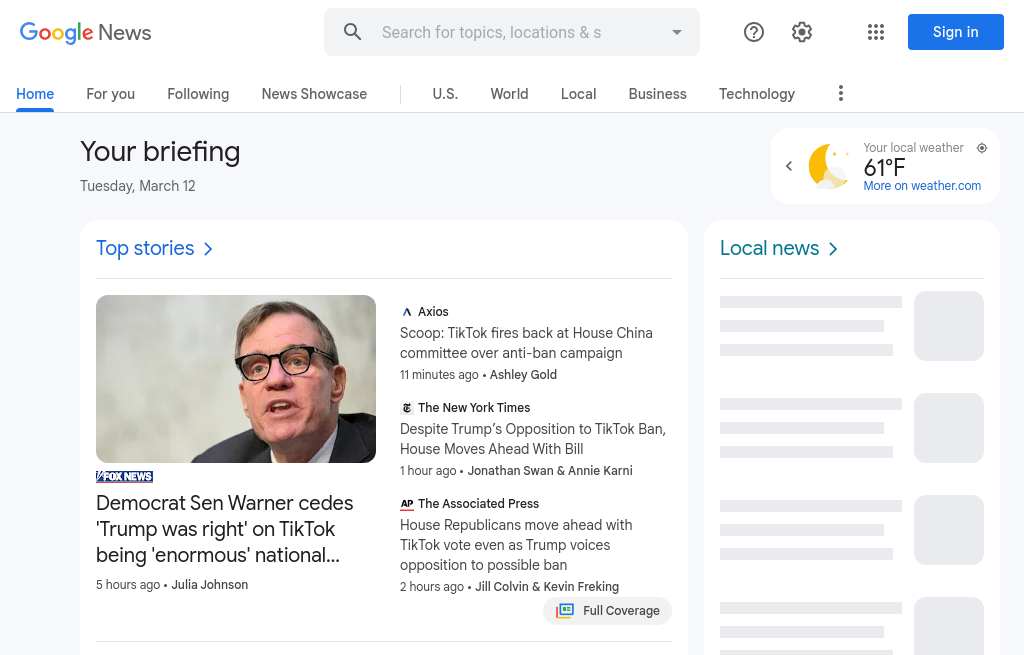 Google News
Search for topics, locations & s
Sign in
Home
For you
Following
News Showcase
U.S.
World
Local
Business
Technology
Your briefing
Tuesday, March 12
Your local weather
61°F
More on weather.com
Top stories
Local news
FOX NEWS
Democrat Sen Warner cedes
'Trump was right' on TikTok
being 'enormous' national...
5 hours ago • Julia Johnson
Axios
Scoop: TikTok fires back at House China
committee over anti-ban campaign
11 minutes ago • Ashley Gold
The New York Times
Despite Trump’s Opposition to TikTok Ban,
House Moves Ahead With Bill
1 hour ago • Jonathan Swan & Annie Karni
AP The Associated Press
House Republicans move ahead with
TikTok vote even as Trump voices
opposition to possible ban
2 hours ago • Jill Colvin & Kevin Freking
Full Coverage